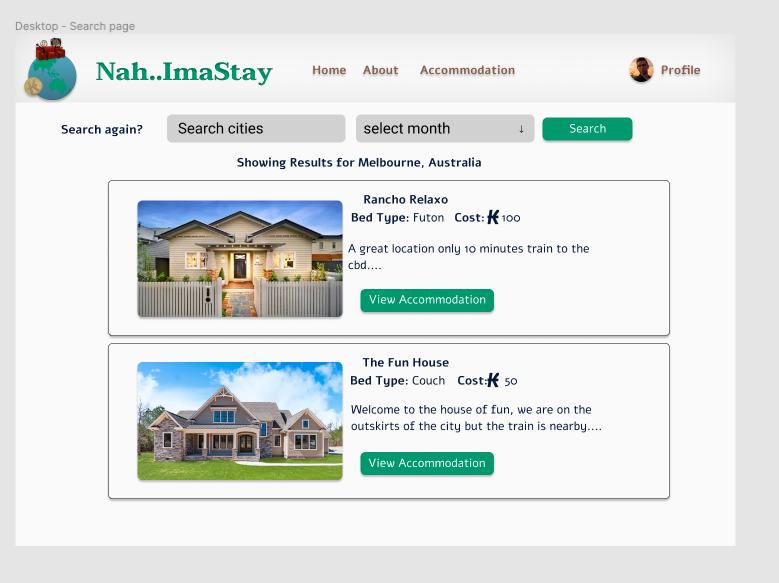 Desktop - Search page
Nah..ImaStay
Home About Accommodation Profile
Search again? Search cities select month ↓ Search
Showing Results for Melbourne, Australia
Rancho Relaxo
Bed Type: Futon Cost: K 100
A great location only 10 minutes train to the
cbd....
View Accommodation
The Fun House
Bed Type: Couch Cost: K 50
Welcome to the house of fun, we are on the
outskirts of the city but the train is nearby....
View Accommodation